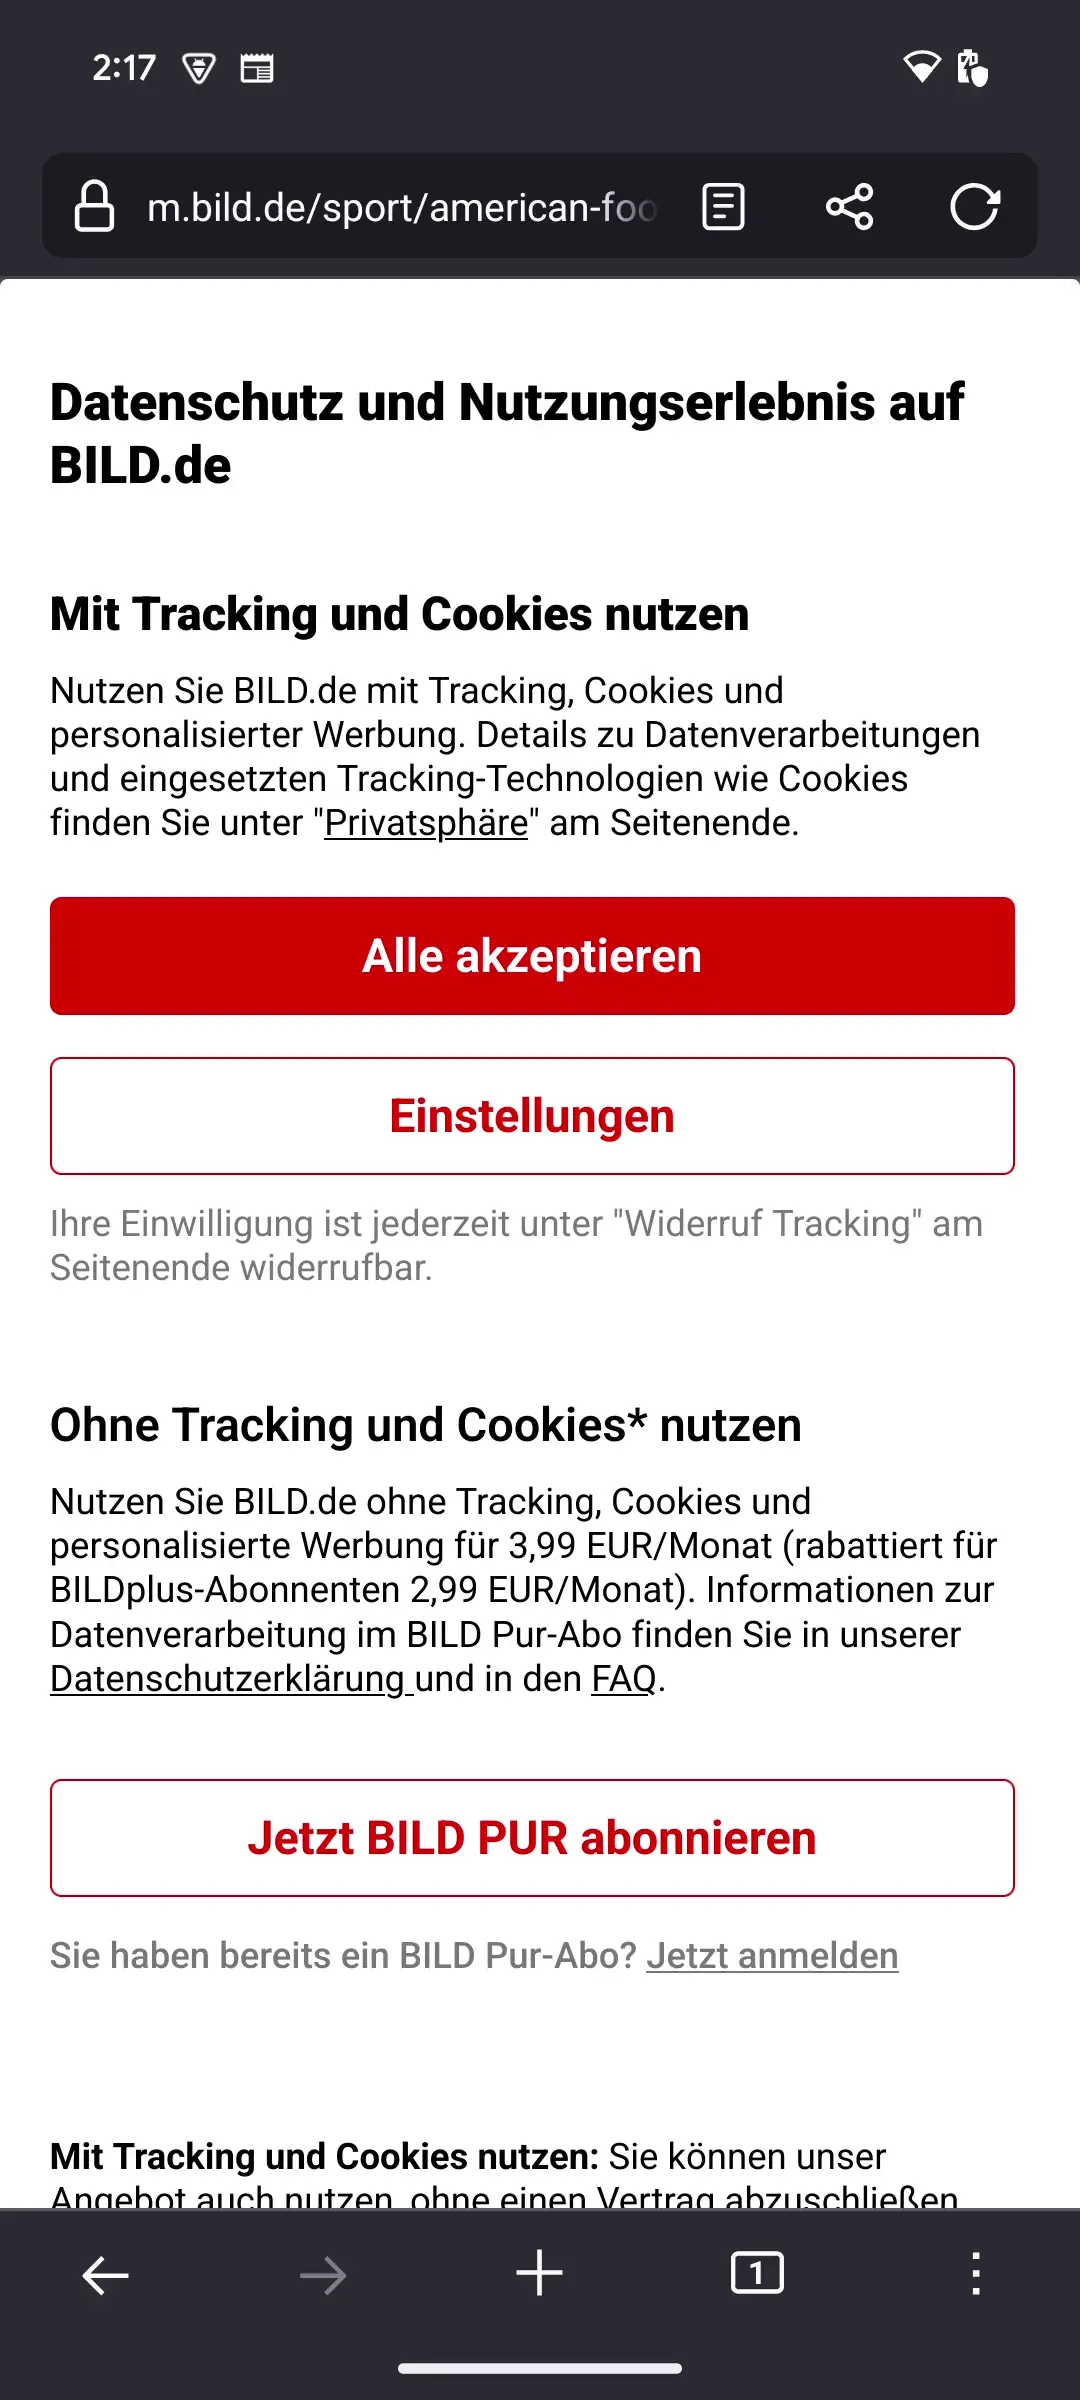 2:17
m.bild.de/sport/american-foo
Datenschutz und Nutzungserlebnis auf
BILD.de
Mit Tracking und Cookies nutzen
Nutzen Sie BILD.de mit Tracking, Cookies und
personalisierter Werbung. Details zu Datenverarbeitungen
und eingesetzten Tracking-Technologien wie Cookies
finden Sie unter "Privatsphäre" am Seitenende.
Alle akzeptieren
Einstellungen
Ihre Einwilligung ist jederzeit unter "Widerruf Tracking" am
Seitenende widerrufbar.
Ohne Tracking und Cookies* nutzen
Nutzen Sie BILD.de ohne Tracking, Cookies und
personalisierte Werbung für 3,99 EUR/Monat (rabattiert für
BILDplus-Abonnenten 2,99 EUR/Monat). Informationen zur
Datenverarbeitung im BILD Pur-Abo finden Sie in unserer
Datenschutzerklärung und in den FAQ.
Jetzt BILD PUR abonnieren
Sie haben bereits ein BILD Pur-Abo? Jetzt anmelden
Mit Tracking und Cookies nutzen: Sie können unser
Angebot auch nutzen, ohne einen Vertrag abzuschließen
1